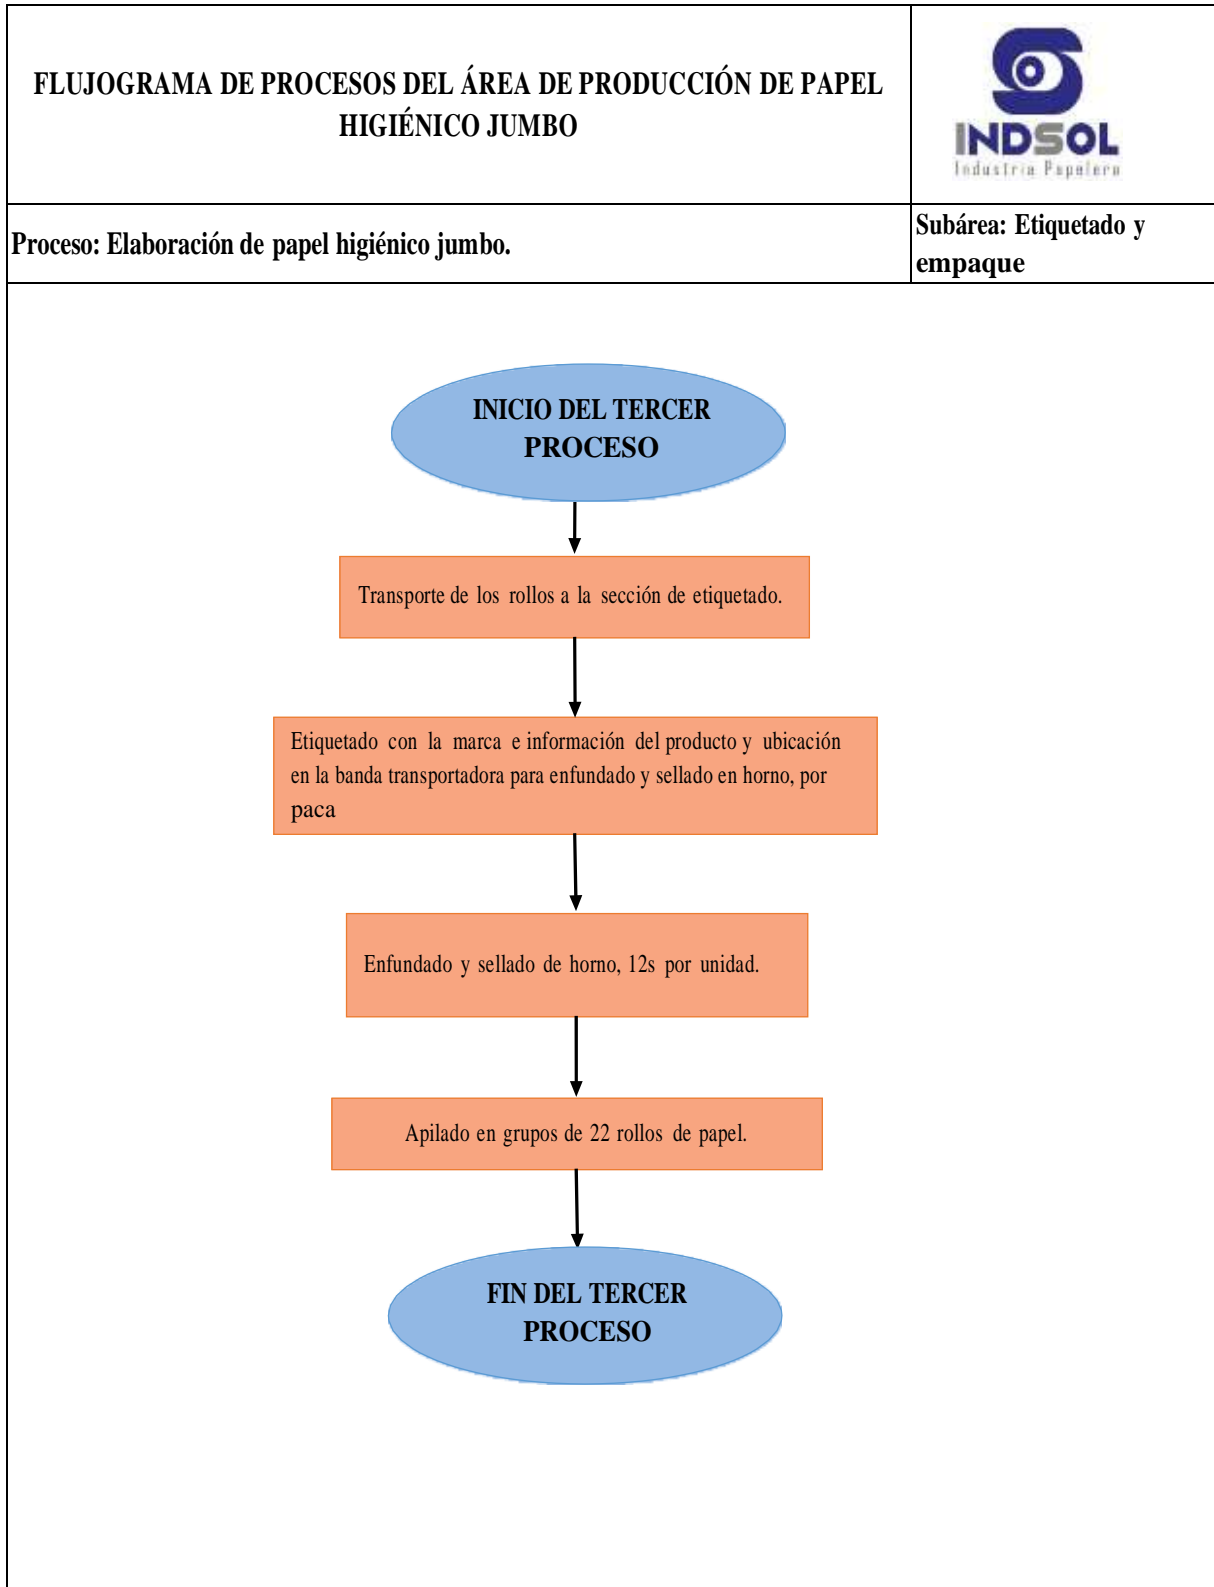 FLUJOGRAMA DE PROCESOS DEL ÁREA DE PRODUCCIÓN DE PAPEL
HIGIÉNICO JUMBO
INDSOL
Industria Papelera
Proceso: Elaboración de papel higiénico jumbo.
Subárea: Etiquetado y
empaque
INICIO DEL TERCER
PROCESO
Transporte de los rollos a la sección de etiquetado.
Etiquetado con la marca e información del producto y ubicación
en la banda transportadora para enfundado y sellado en horno, por
paca
Enfundado y sellado de horno, 12s por unidad.
Apilado en grupos de 22 rollos de papel.
FIN DEL TERCER
PROCESO